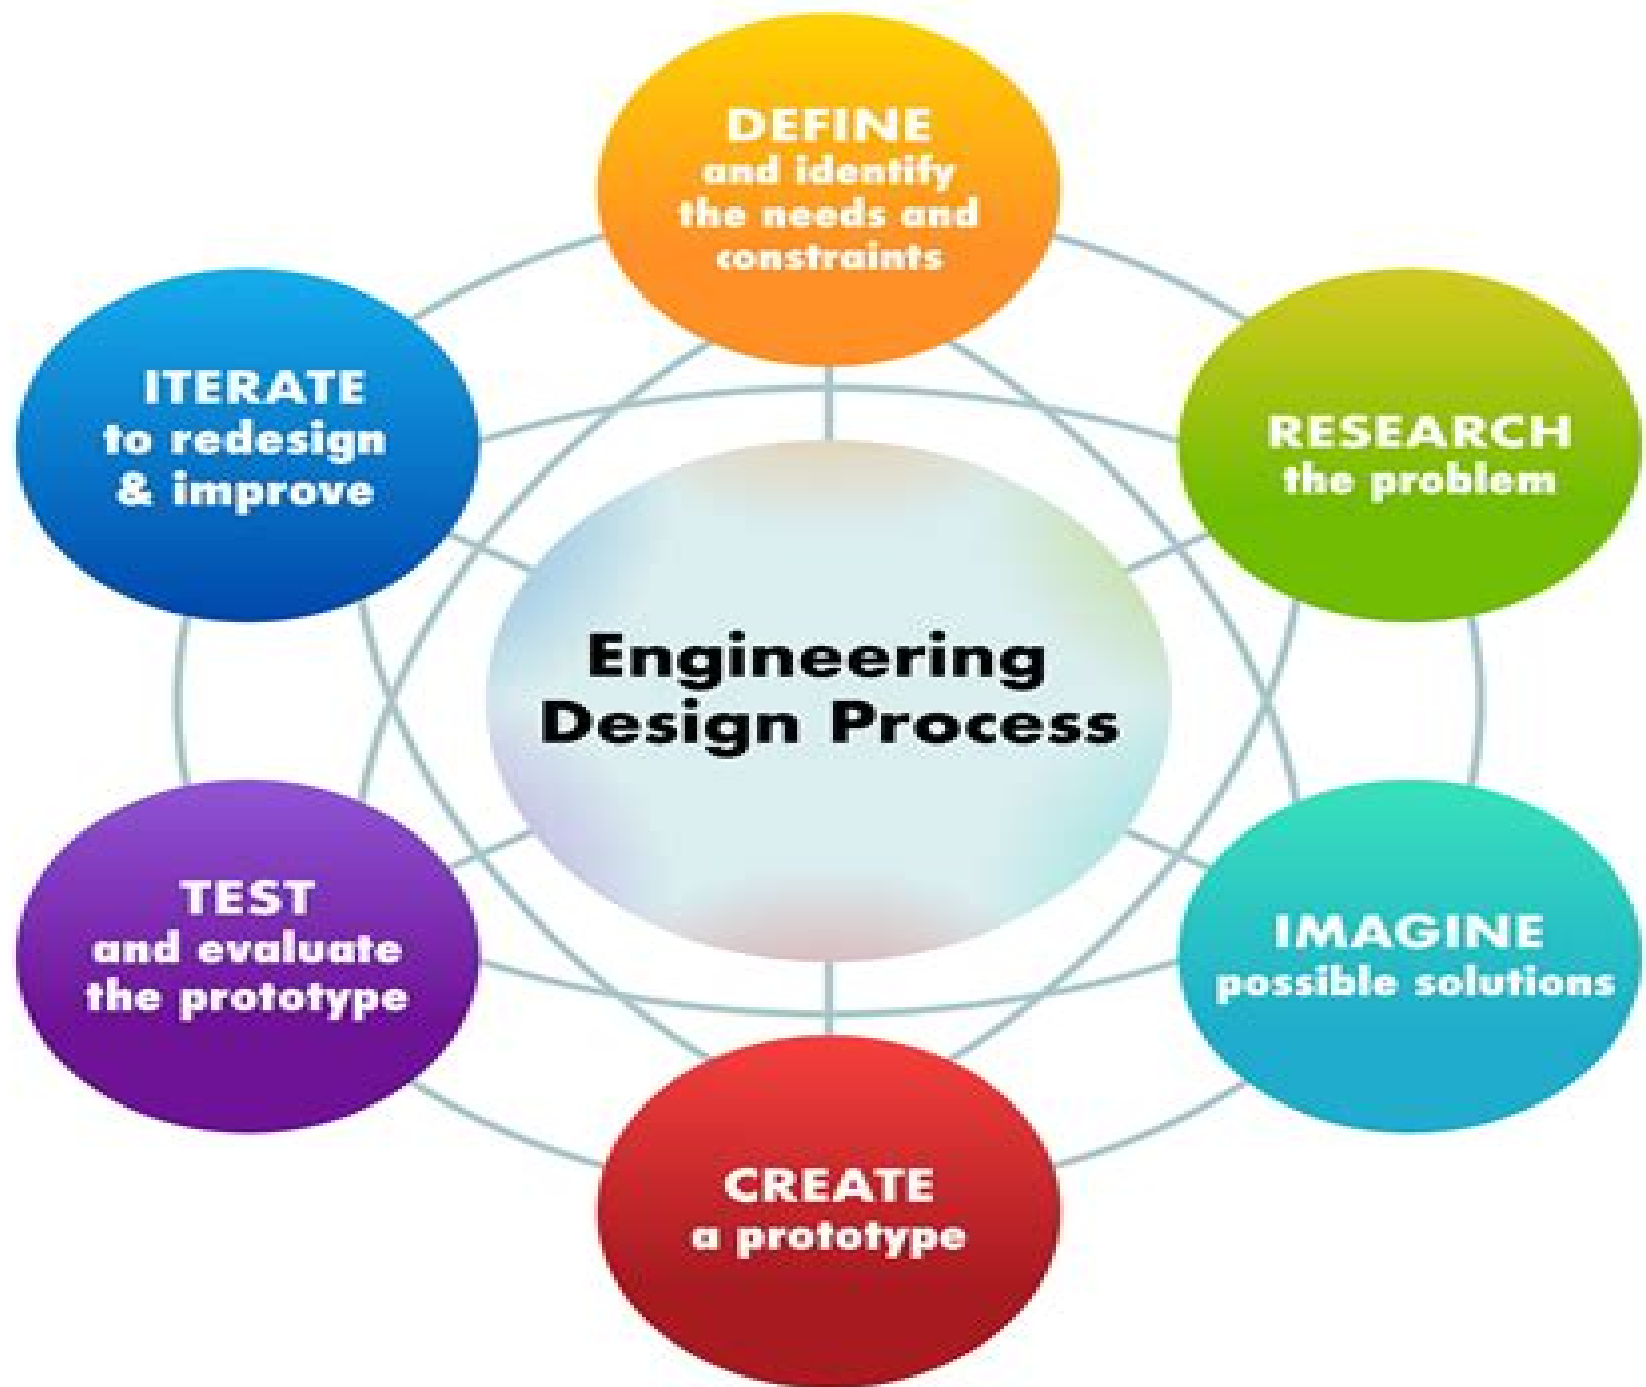 DEFINE
and identify
the needs and
constraints
RESEARCH
the problem
IMAGINE
possible solutions
CREATE
a prototype
TEST
and evaluate
the prototype
ITERATE
to redesign
& improve
Engineering
Design Process